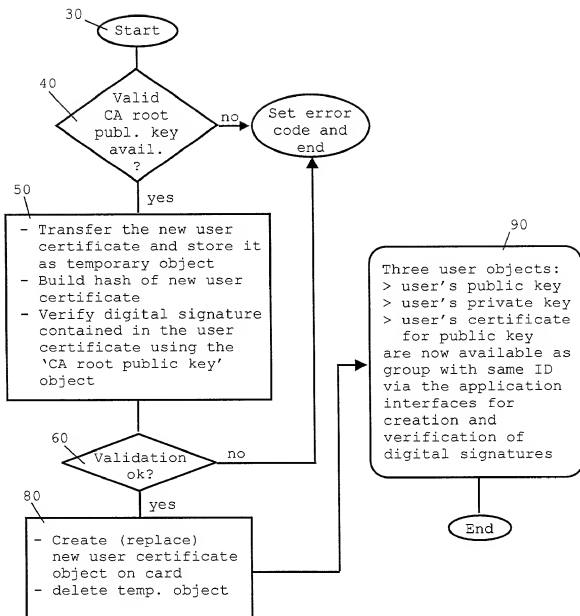 30
Start
40
Valid
CA root
publ. key
avail.
?
no
Set error
code and
end
yes
50
- Transfer the new user
certificate and store it
as temporary object
- Build hash of new user
certificate
- Verify digital signature
contained in the user
certificate using the
'CA root public key'
object
60
Validation
ok?
no
yes
80
- Create (replace)
new user certificate
object on card
- delete temp. object
90
Three user objects:
> user's public key
> user's private key
> user's certificate
for public key
are now available as
group with same ID
via the application
interfaces for
creation and
verification of
digital signatures
End